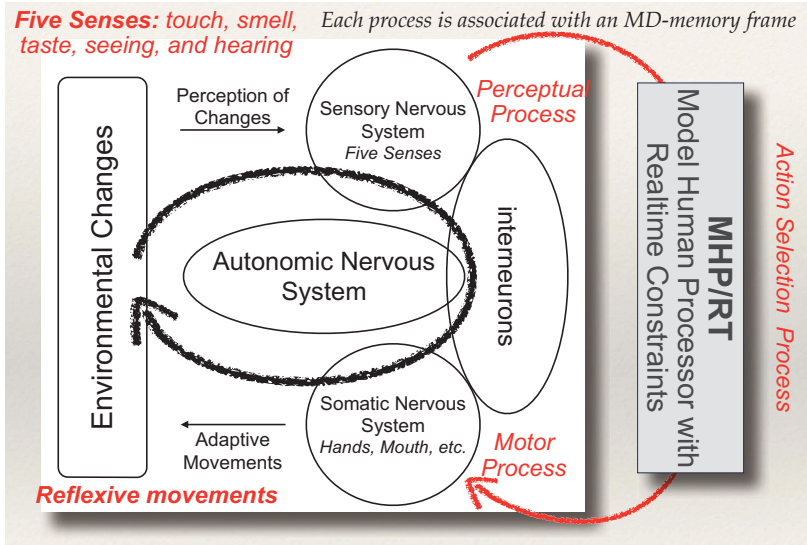 Five Senses: touch, smell,
taste, seeing, and hearing
Each process is associated with an MD-memory frame
Environmental Changes
Perception of
Changes
Sensory Nervous
System
Five Senses
Perceptual
Process
Autonomic Nervous
System
interneurons
MHP/RT
Model Human Processor with
Realtime Constraints
Action Selection Process
Adaptive
Movements
Somatic Nervous
System
Hands, Mouth, etc.
Motor
Process
Reflexive movements